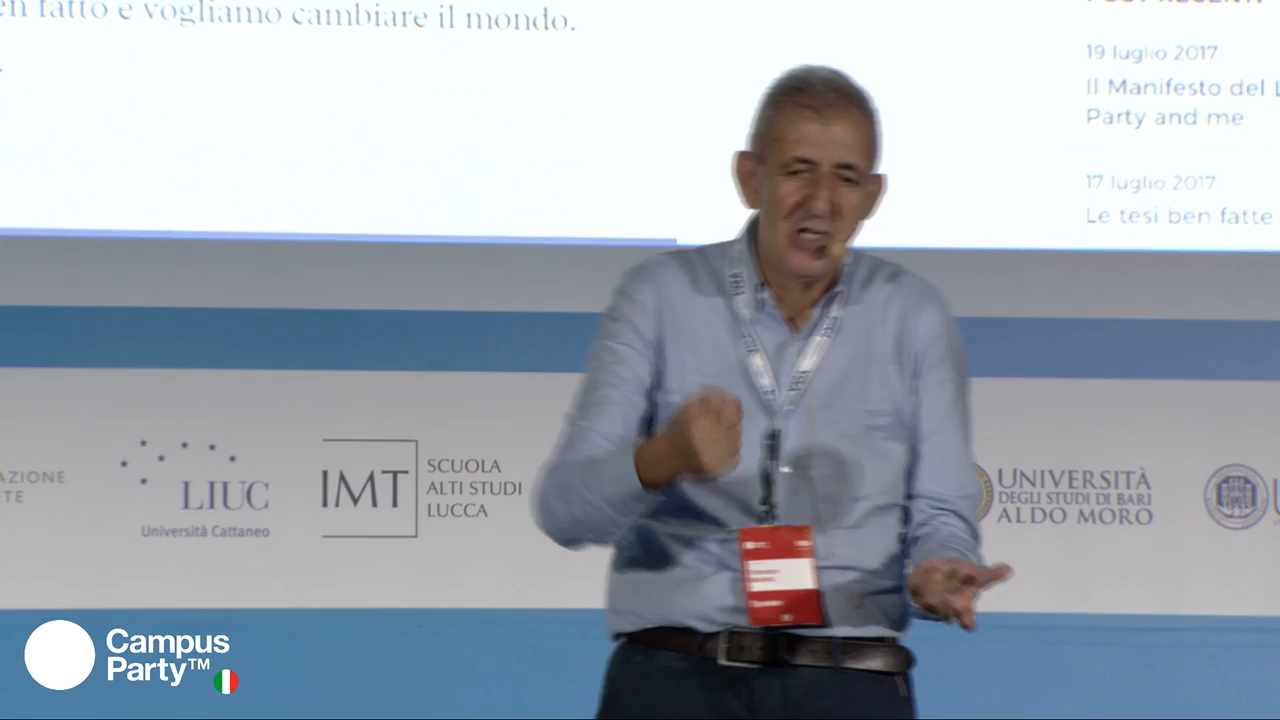 en fatto e vogliamo cambiare il mondo.
19 luglio 2017
Il Manifesto del L
Party and me
17 luglio 2017
Le tesi ben fatte
AZIONE
ETE
LIUC
Università Cattaneo
IMT
SCUOLA
ALTI STUDI
LUCCA
UNIVERSITÀ
DEGLI STUDI DI BARI
ALDO MORO
Campus
Party™